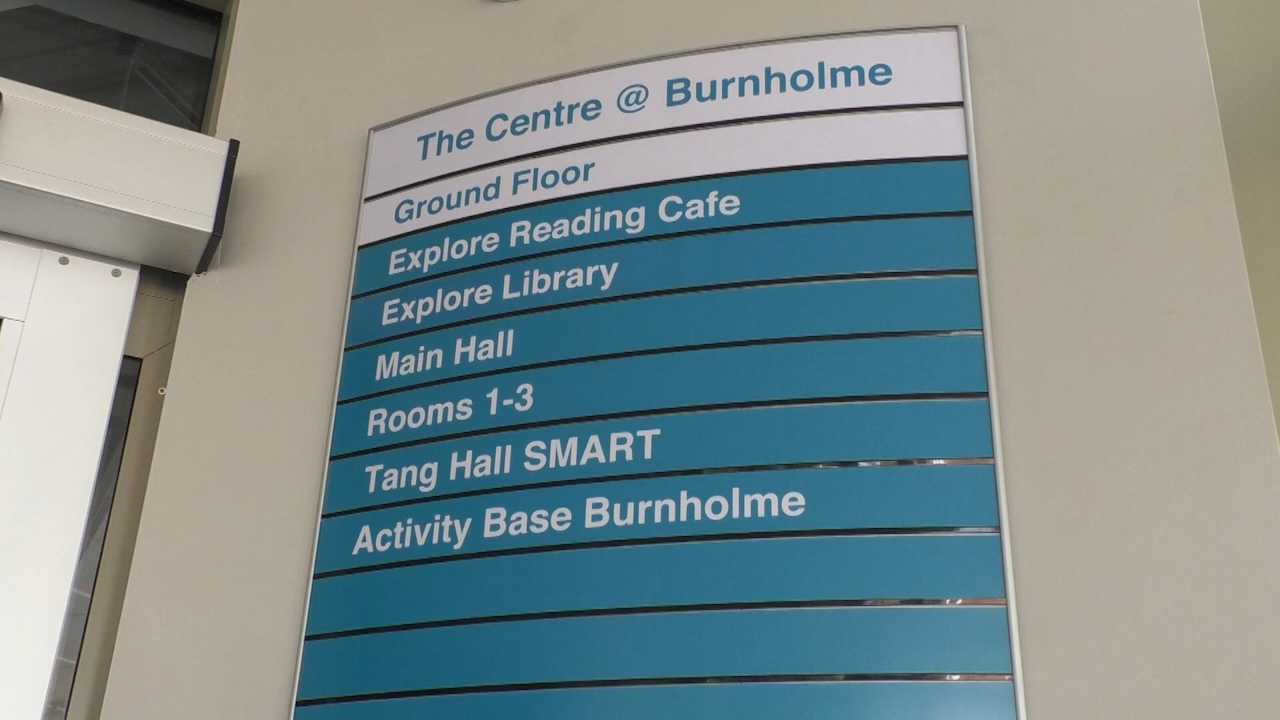 The Centre @ Burnholme
Ground Floor
Explore Reading Cafe
Explore Library
Main Hall
Rooms 1-3
Tang Hall SMART
Activity Base Burnholme